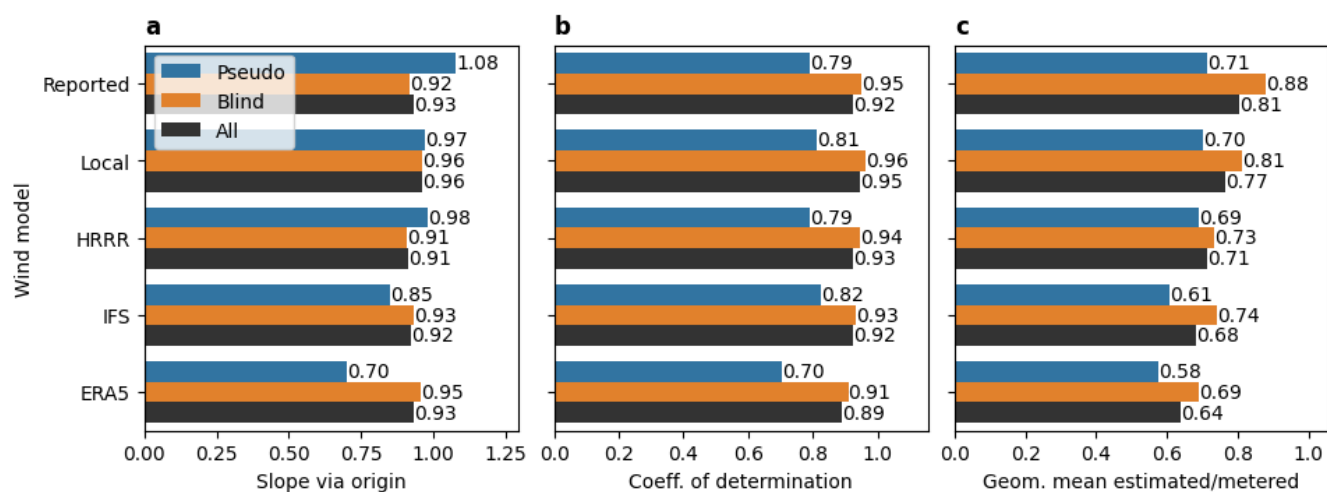 a
b
c
Wind model
Reported
Local
HRRR
IFS
ERA5
Pseudo
Blind
All
1.08
0.92
0.93
0.97
0.96
0.96
0.98
0.91
0.91
0.85
0.93
0.92
0.70
0.95
0.93
0.00 0.25 0.50 0.75 1.00 1.25
Slope via origin
0.79
0.95
0.92
0.81
0.96
0.95
0.79
0.94
0.93
0.82
0.93
0.92
0.70
0.91
0.89
0.0 0.2 0.4 0.6 0.8 1.0
Coeff. of determination
0.71
0.88
0.81
0.70
0.81
0.77
0.69
0.73
0.71
0.61
0.74
0.68
0.58
0.69
0.64
0.0 0.2 0.4 0.6 0.8 1.0
Geom. mean estimated/metered